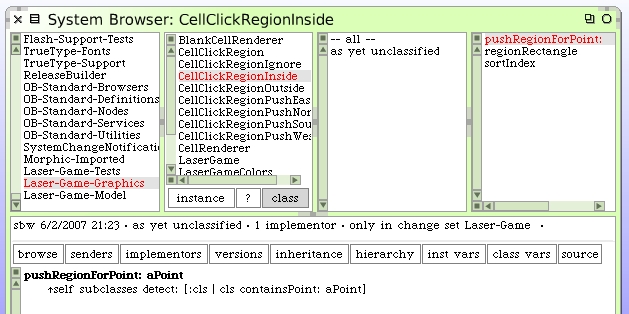 System Browser: CellClickRegionInside
Flash-Support-Tests
TrueType-Fonts
TrueType-Support
ReleaseBuilder
OB-Standard-Browsers
OB-Standard-Definitions
OB-Standard-Nodes
OB-Standard-Services
OB-Standard-Utilities
SystemChangeNotificati
Morphic-Imported
Laser-Game-Tests
Laser-Game-Graphics
Laser-Game-Model
BlankCellRenderer
CellClickRegion
CellClickRegionIgnore
CellClickRegionInside
CellClickRegionOutside
CellClickRegionPushEas
CellClickRegionPushNor
CellClickRegionPushSou
CellClickRegionPushWes
CellRenderer
LaserGame
LaserGameColors
instance ? class
-- all --
as yet unclassified
pushRegionForPoint:
regionRectangle
sortIndex
sbw 6/2/2007 21:23 · as yet unclassified · 1 implementor · only in change set Laser-Game ·
browse senders implementors versions inheritance hierarchy inst vars class vars source
pushRegionForPoint: aPoint
↑self subclasses detect: [:cls | cls containsPoint: aPoint]